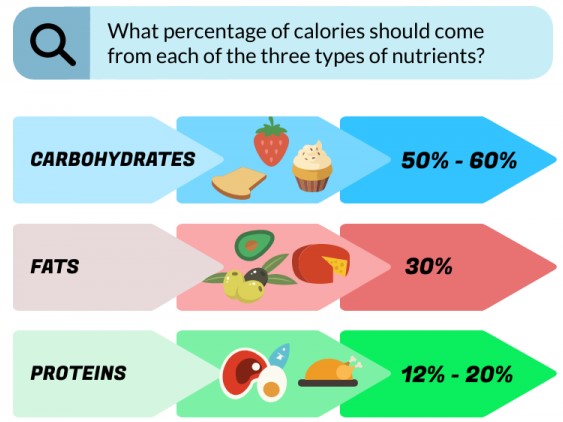 What percentage of calories should come
from each of the three types of nutrients?
CARBOHYDRATES
50% - 60%
FATS
30%
PROTEINS
12% - 20%